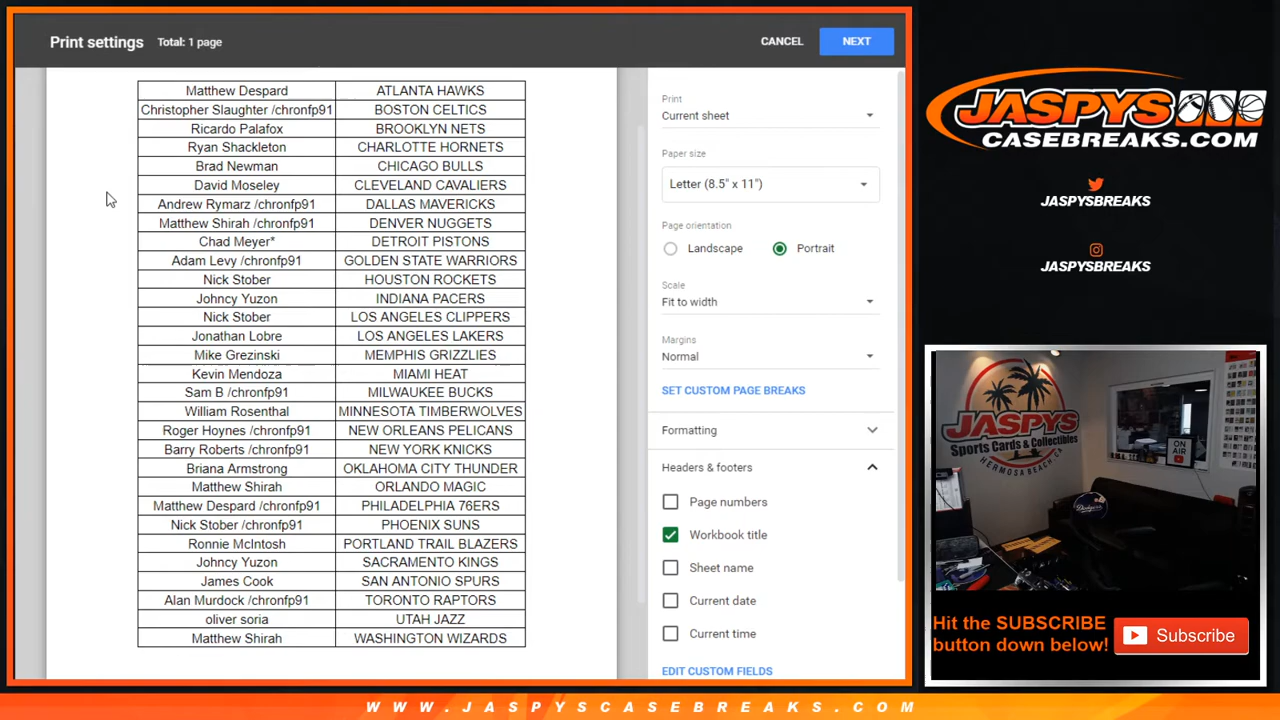 Print settings Total: 1 page CANCEL NEXT
Matthew Despard ATLANTA HAWKS
Christopher Slaughter /chronfp91 BOSTON CELTICS
Ricardo Palafox BROOKLYN NETS
Ryan Shackleton CHARLOTTE HORNETS
Brad Newman CHICAGO BULLS
David Moseley CLEVELAND CAVALIERS
Andrew Rymarz /chronfp91 DALLAS MAVERICKS
Matthew Shirah /chronfp91 DENVER NUGGETS
Chad Meyer* DETROIT PISTONS
Adam Levy /chronfp91 GOLDEN STATE WARRIORS
Nick Stober HOUSTON ROCKETS
Johncy Yuzon INDIANA PACERS
Nick Stober LOS ANGELES CLIPPERS
Jonathan Lobre LOS ANGELES LAKERS
Mike Grezinski MEMPHIS GRIZZLIES
Kevin Mendoza MIAMI HEAT
Sam B /chronfp91 MILWAUKEE BUCKS
William Rosenthal MINNESOTA TIMBERWOLVES
Roger Hoynes /chronfp91 NEW ORLEANS PELICANS
Barry Roberts /chronfp91 NEW YORK KNICKS
Briana Armstrong OKLAHOMA CITY THUNDER
Matthew Shirah ORLANDO MAGIC
Matthew Despard /chronfp91 PHILADELPHIA 76ERS
Nick Stober /chronfp91 PHOENIX SUNS
Ronnie McIntosh PORTLAND TRAIL BLAZERS
Johncy Yuzon SACRAMENTO KINGS
James Cook SAN ANTONIO SPURS
Alan Murdock /chronfp91 TORONTO RAPTORS
oliver soria UTAH JAZZ
Matthew Shirah WASHINGTON WIZARDS
Print
Current sheet
Paper size
Letter (8.5" x 11")
Page orientation
Landscape Portrait
Scale
Fit to width
Margins
Normal
SET CUSTOM PAGE BREAKS
Formatting
Headers & footers
Page numbers
Workbook title
Sheet name
Current date
Current time
EDIT CUSTOM FIELDS
JASPYS
CASEBREAKS.COM
JASPYSBREAKS
JASPYSBREAKS
JASPYS
Sports Cards & Collectibles
HERMOSA BEACH, CA
ON AIR
Dodgers
Hit the SUBSCRIBE
button down below!
Subscribe
WWW.JASPYSCASEBREAKS.COM